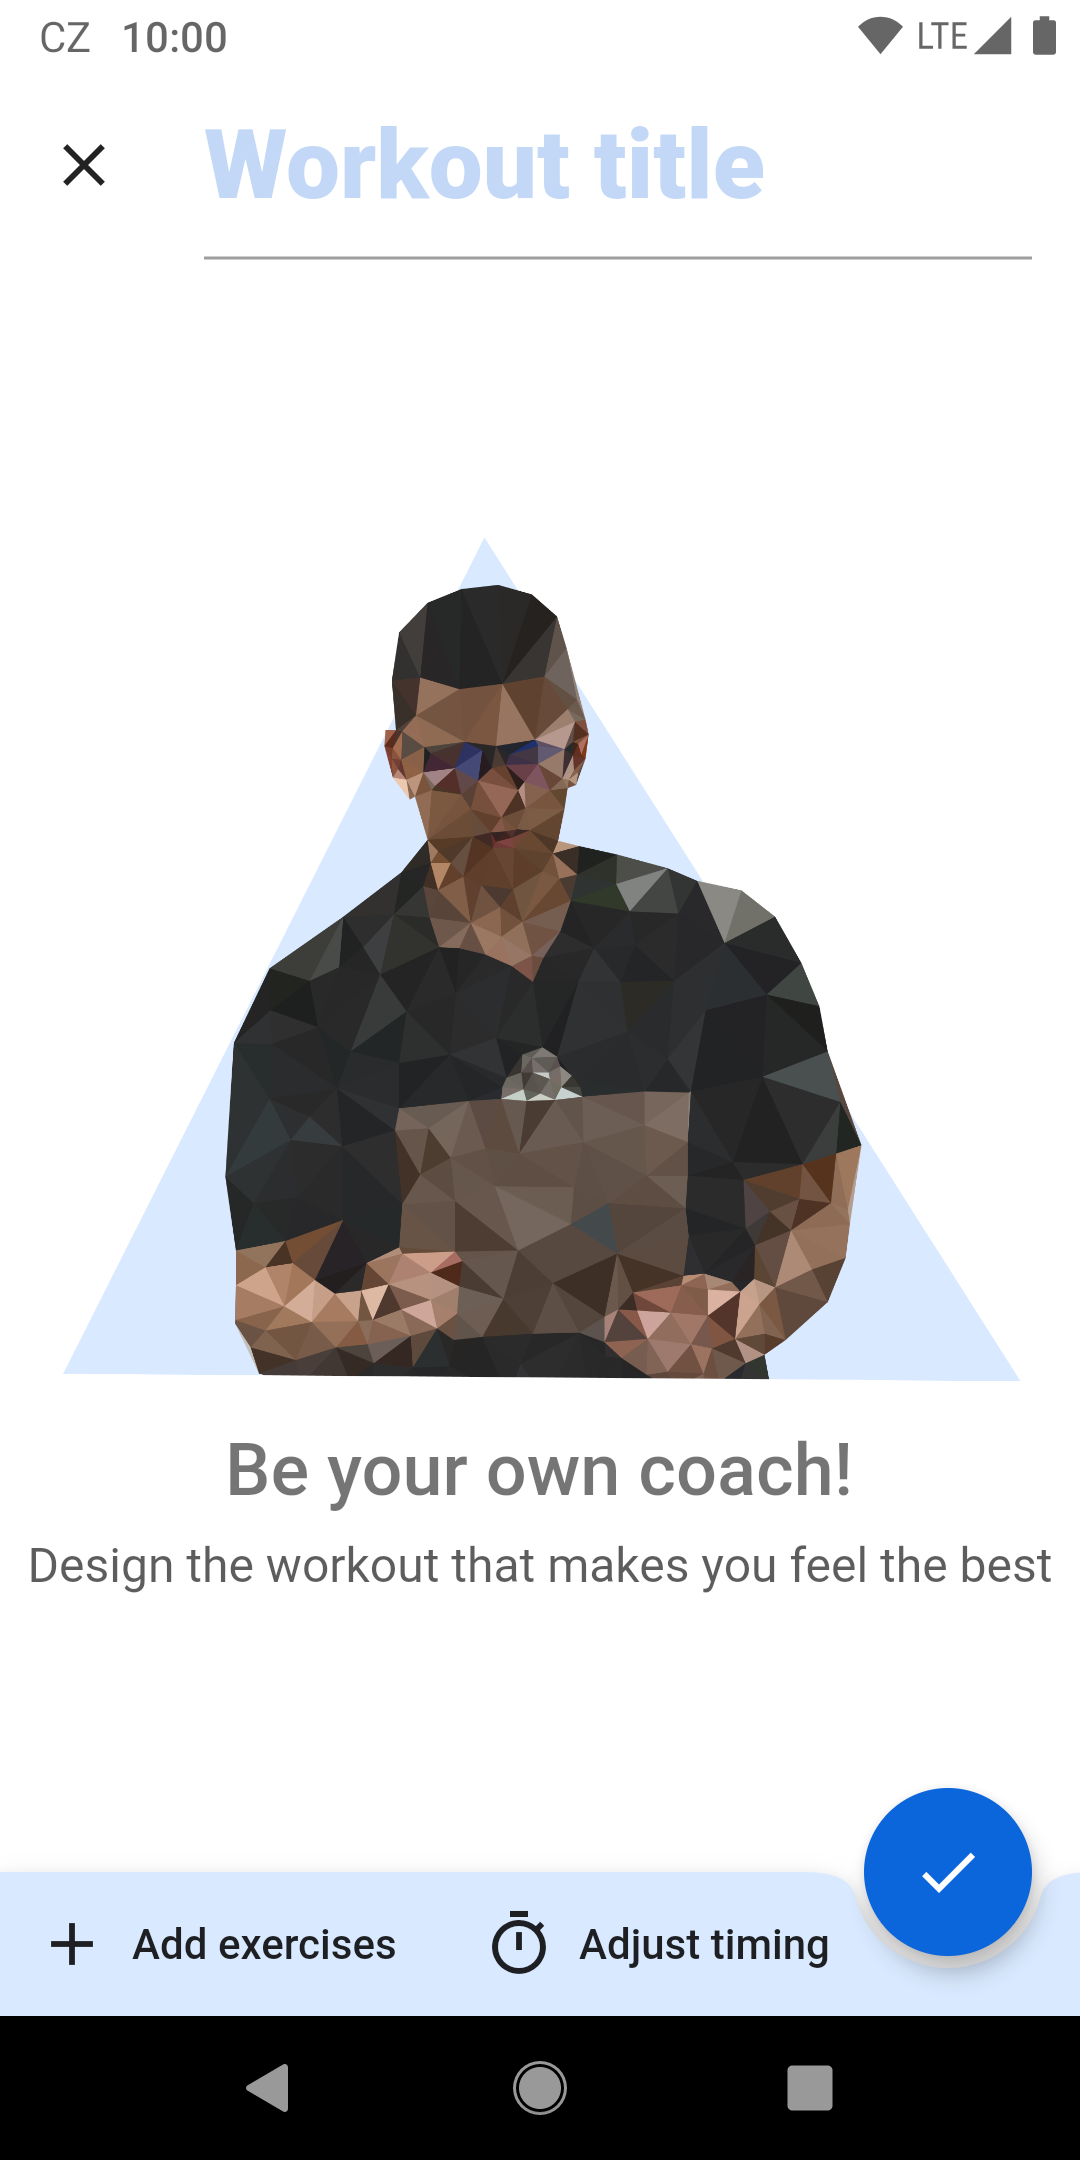 CZ 10:00 LTE
Workout title
Be your own coach!
Design the workout that makes you feel the best
Add exercises Adjust timing